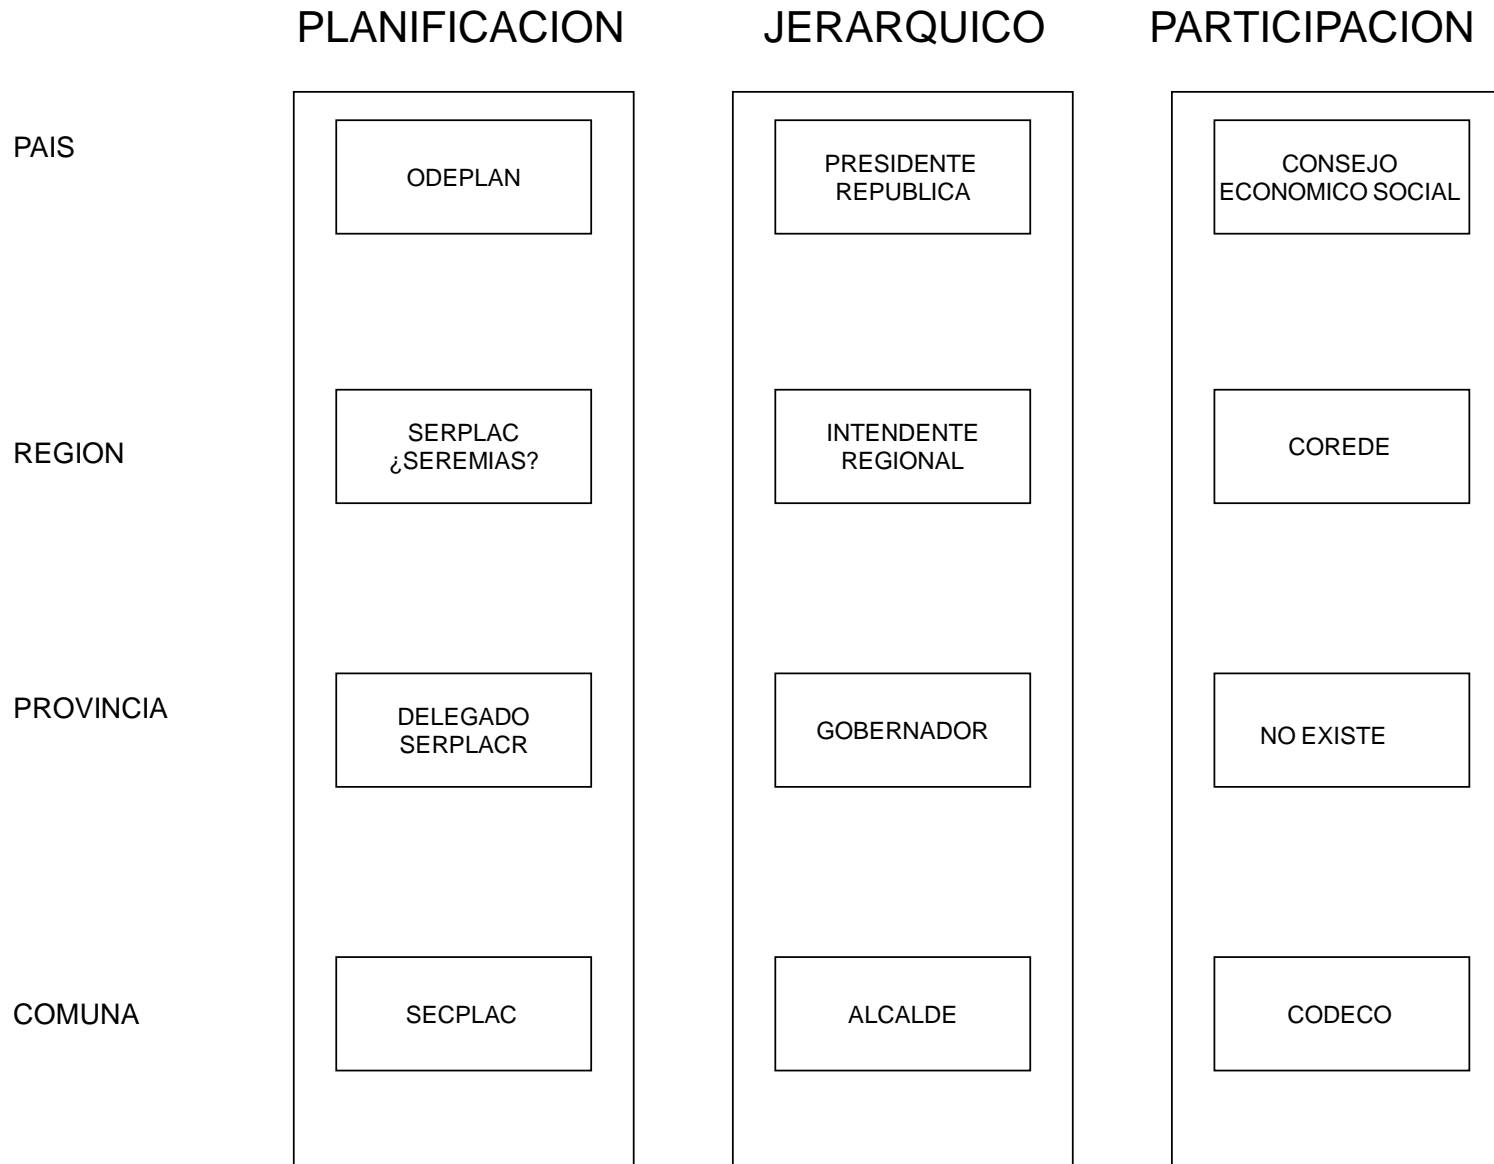 PLANIFICACION JERARQUICO PARTICIPACION
PAIS
ODEPLAN
PRESIDENTE
REPUBLICA
CONSEJO
ECONOMICO SOCIAL
REGION
SERPLAC
¿SEREMIAS?
INTENDENTE
REGIONAL
COREDE
PROVINCIA
DELEGADO
SERPLACR
GOBERNADOR
NO EXISTE
COMUNA
SECPLAC
ALCALDE
CODECO